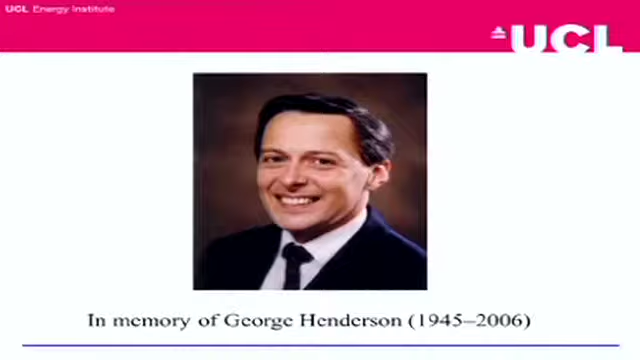 UCL Energy Institute
UCL
In memory of George Henderson (1945–2006)